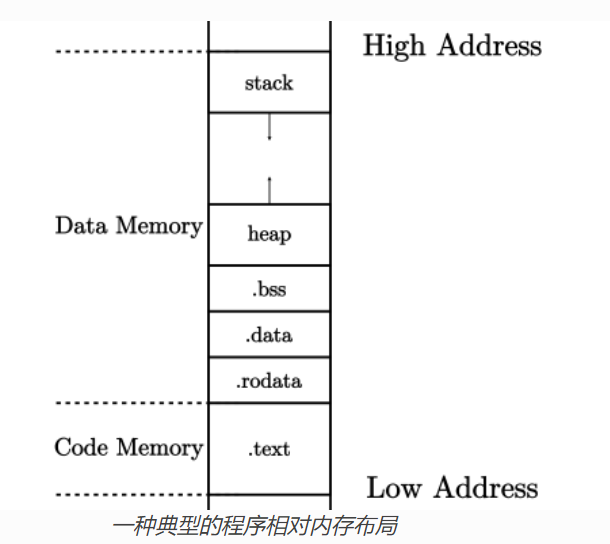 High Address
stack
Data Memory
heap
.bss
.data
.rodata
Code Memory
.text
Low Address
一种典型的程序相对内存布局